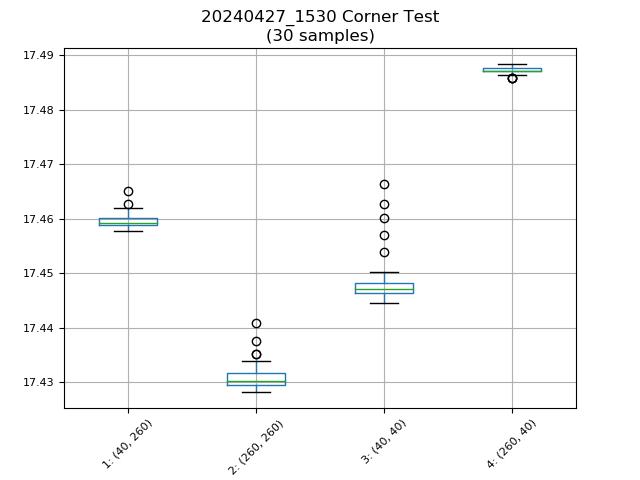 20240427_1530 Corner Test
(30 samples)
17.49
17.48
17.47
17.46
17.45
17.44
17.43
1: (40, 260)
2: (260, 260)
3: (40, 40)
4: (260, 40)